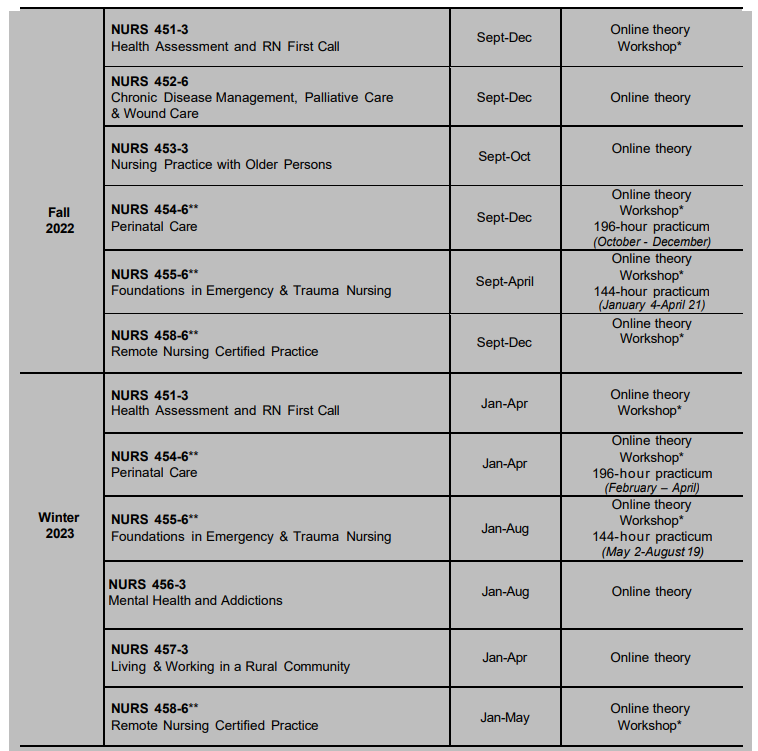 NURS 451-3
Health Assessment and RN First Call
Sept-Dec
Online theory
Workshop*
NURS 452-6
Chronic Disease Management, Palliative Care
& Wound Care
Sept-Dec
Online theory
NURS 453-3
Nursing Practice with Older Persons
Sept-Oct
Online theory
Fall
2022
NURS 454-6**
Perinatal Care
Sept-Dec
Online theory
Workshop*
196-hour practicum
(October - December)
NURS 455-6**
Foundations in Emergency & Trauma Nursing
Sept-April
Online theory
Workshop*
144-hour practicum
(January 4-April 21)
NURS 458-6**
Remote Nursing Certified Practice
Sept-Dec
Online theory
Workshop*
NURS 451-3
Health Assessment and RN First Call
Jan-Apr
Online theory
Workshop*
NURS 454-6**
Perinatal Care
Jan-Apr
Online theory
Workshop*
196-hour practicum
(February – April)
Winter
2023
NURS 455-6**
Foundations in Emergency & Trauma Nursing
Jan-Aug
Online theory
Workshop*
144-hour practicum
(May 2-August 19)
NURS 456-3
Mental Health and Addictions
Jan-Aug
Online theory
NURS 457-3
Living & Working in a Rural Community
Jan-Apr
Online theory
NURS 458-6**
Remote Nursing Certified Practice
Jan-May
Online theory
Workshop*